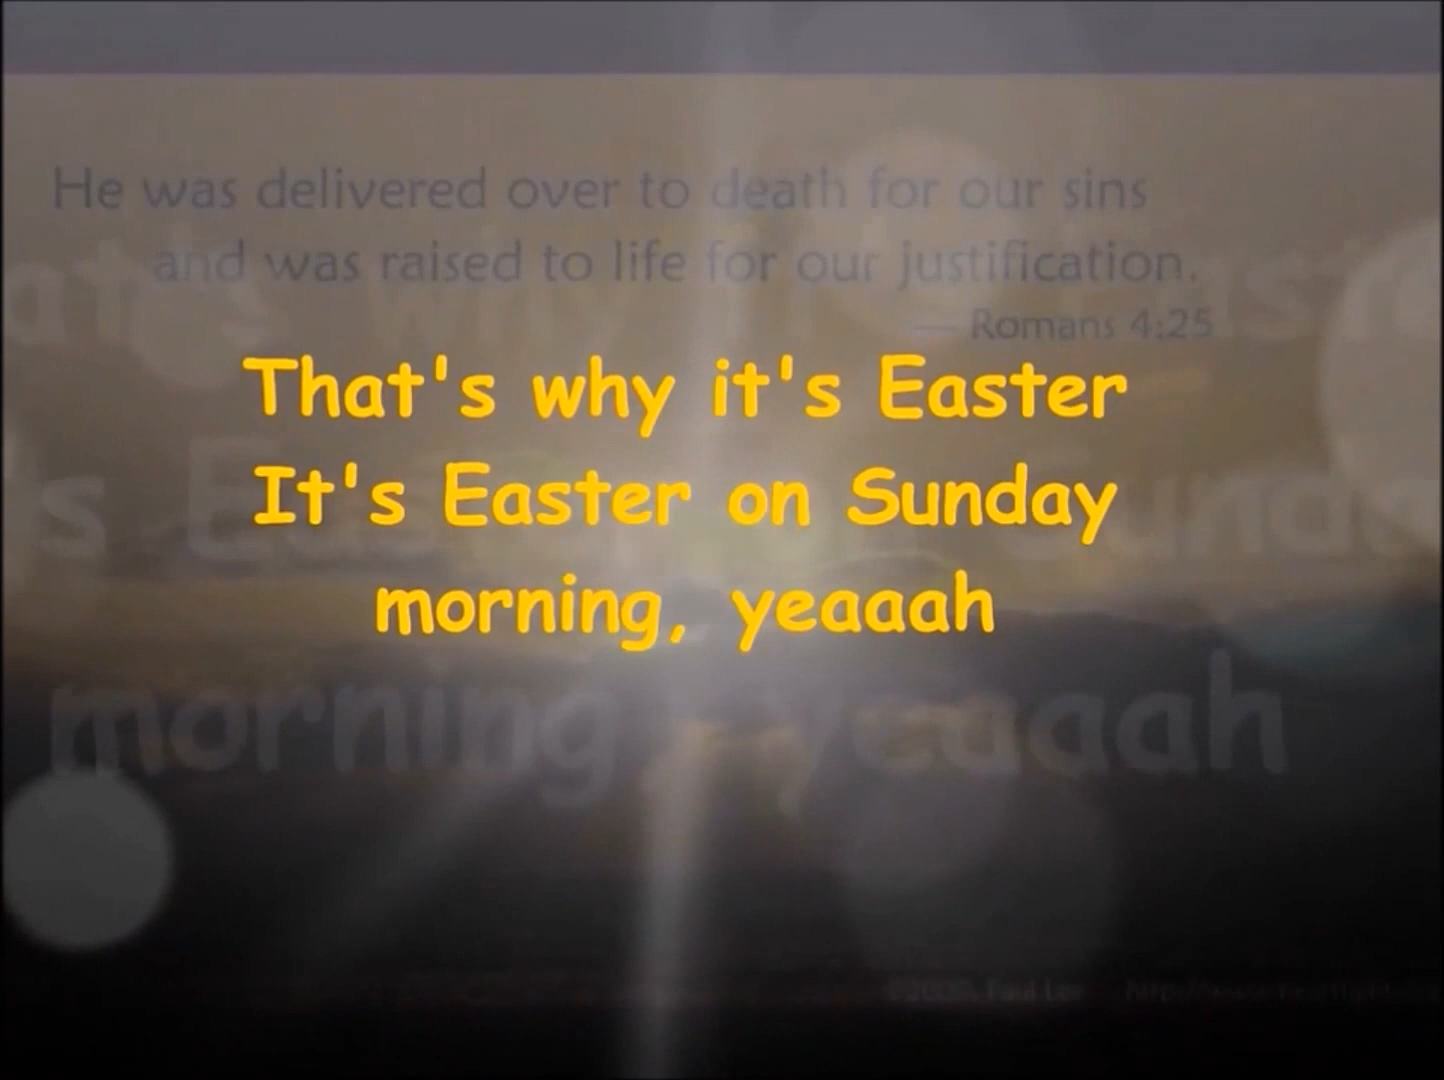 He was delivered over to death for our sins
and was raised to life for our justification.
— Romans 4:25
That's why it's Easter
It's Easter on Sunday
morning, yeaaah